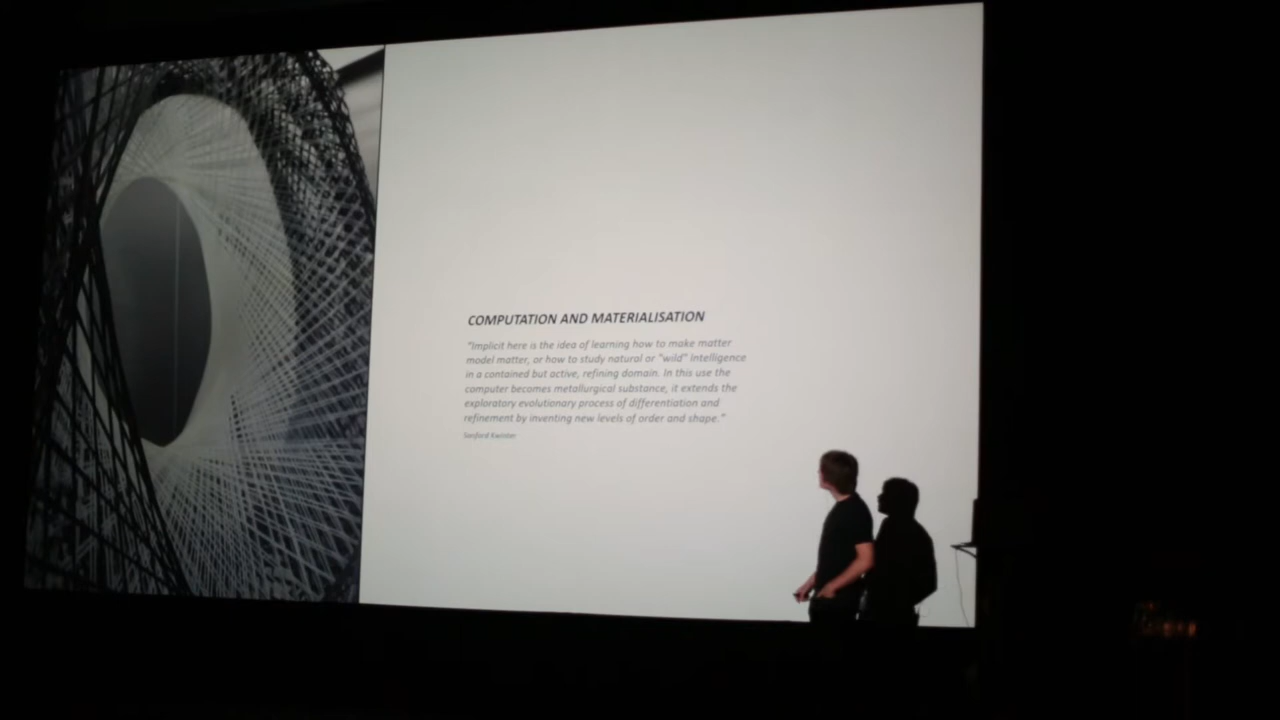 COMPUTATION AND MATERIALISATION
"Implicit here is the idea of learning how to make matter
model matter, or how to study natural or "wild" intelligence
in a contained but active, refining domain. In this use the
computer becomes metallurgical substance, it extends the
exploratory evolutionary process of differentiation and
refinement by inventing new levels of order and shape."
Sanford Kwinter